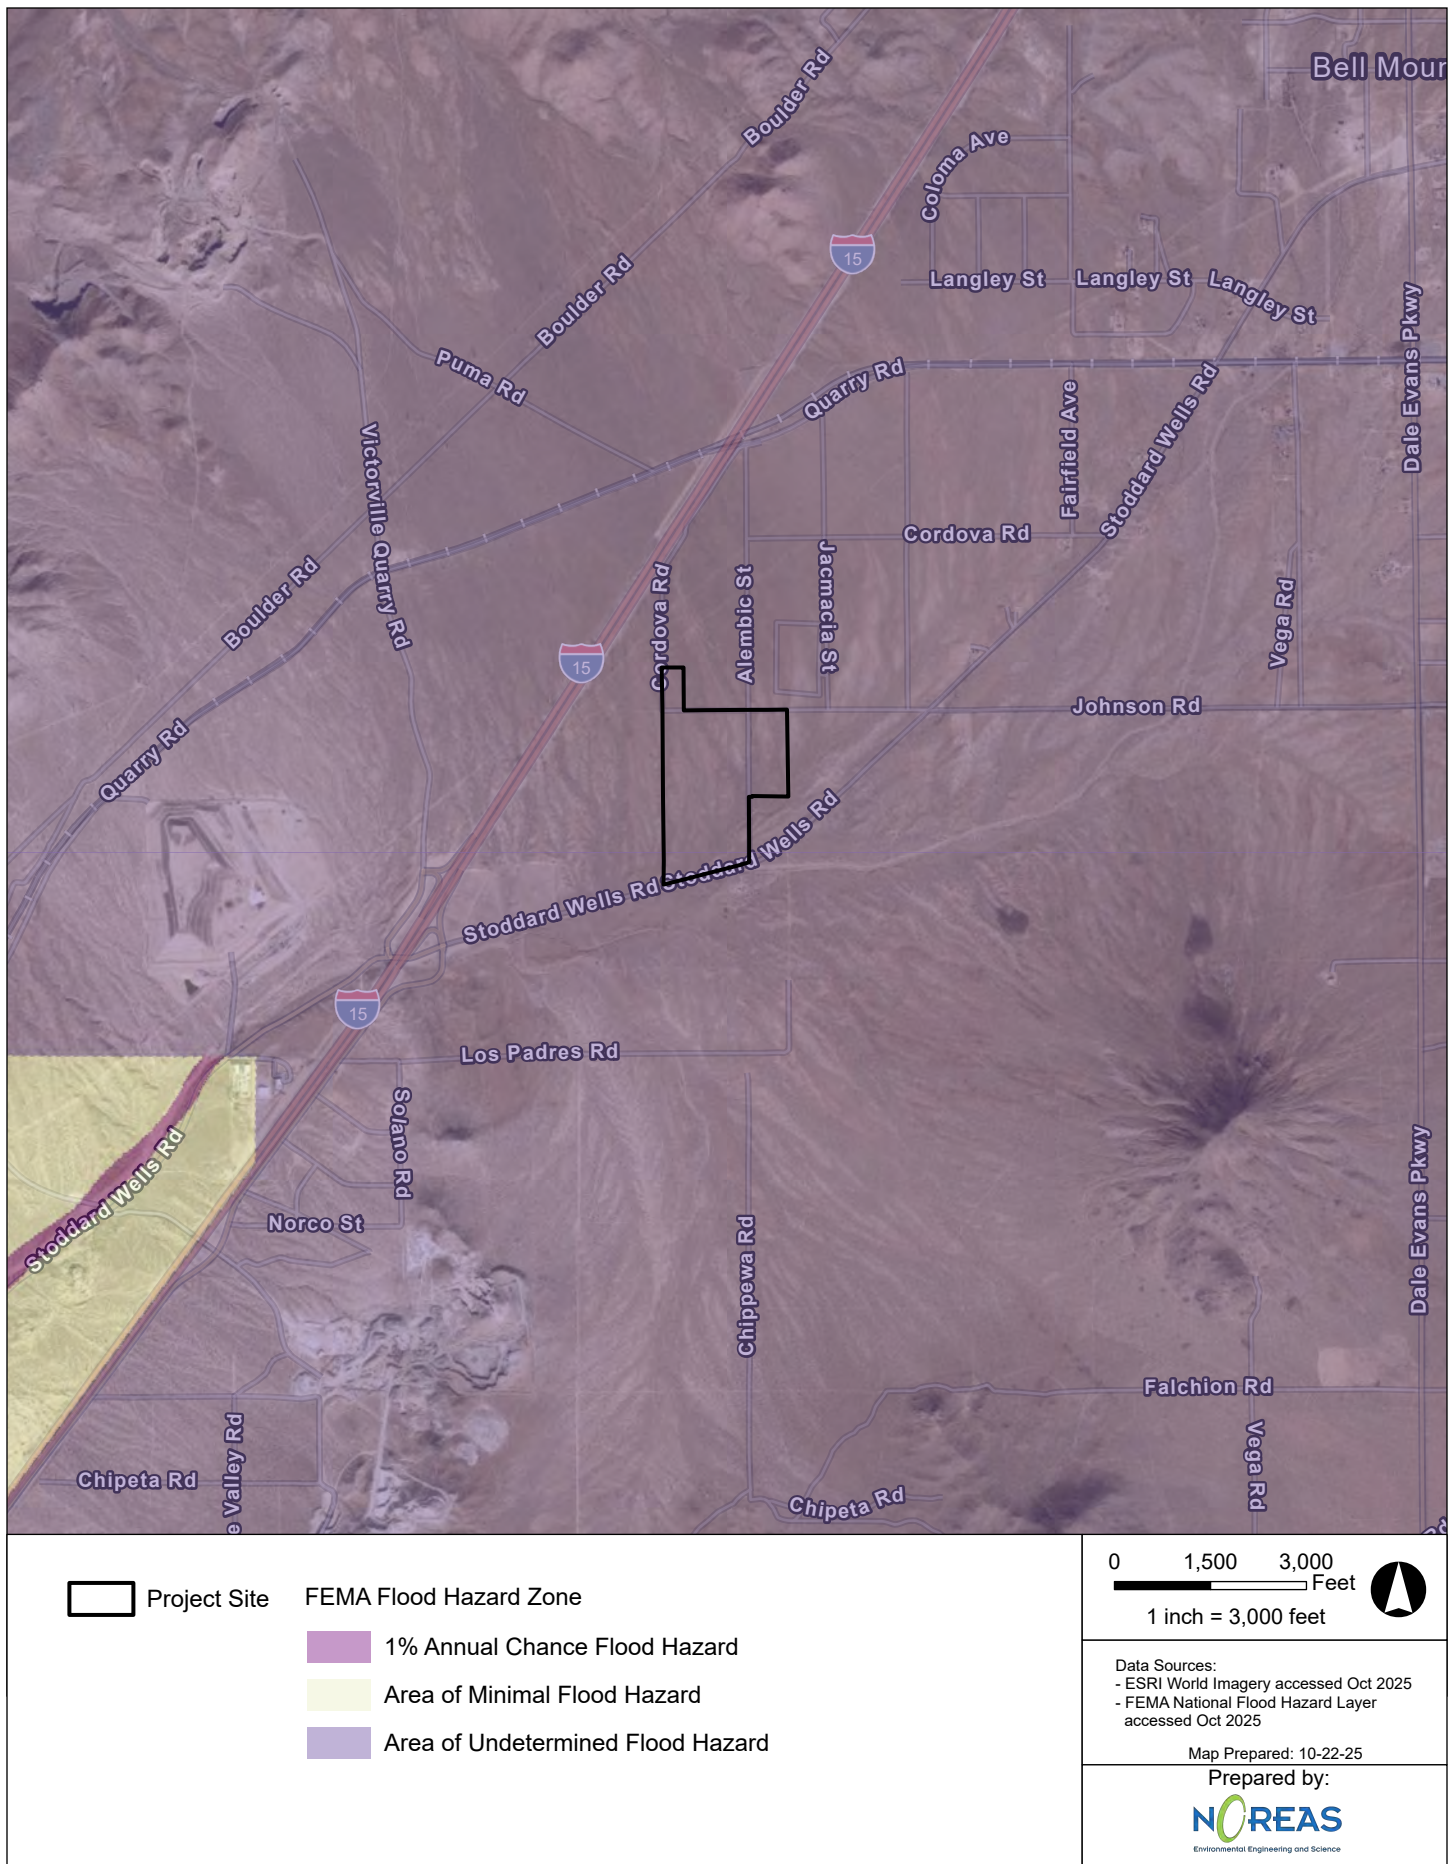 Bell Moun
Boulder Rd
Coloma Ave
15
Boulder Rd
Langley St
Langley St
Langley St
Dale Evans Pkwy
Puma Rd
Quarry Rd
Fairfield Ave
Stoddard Wells Rd
Victorville Quarry Rd
Cordova Rd
Boulder Rd
Cordova Rd
Alembic St
Jacmacia St
Vega Rd
15
Johnson Rd
Quarry Rd
Stoddard Wells Rd
Stoddard Wells Rd
15
Los Padres Rd
Solano Rd
Stoddard Wells Rd
Norco St
Chippewa Rd
Dale Evans Pkwy
Falchion Rd
e Valley Rd
Chipeta Rd
Chipeta Rd
Vega Rd
Rd
Project Site
FEMA Flood Hazard Zone
1% Annual Chance Flood Hazard
Area of Minimal Flood Hazard
Area of Undetermined Flood Hazard
0 1,500 3,000
Feet
1 inch = 3,000 feet
Data Sources:
- ESRI World Imagery accessed Oct 2025
- FEMA National Flood Hazard Layer
accessed Oct 2025
Map Prepared: 10-22-25
Prepared by:
NOREAS
Environmental Engineering and Science